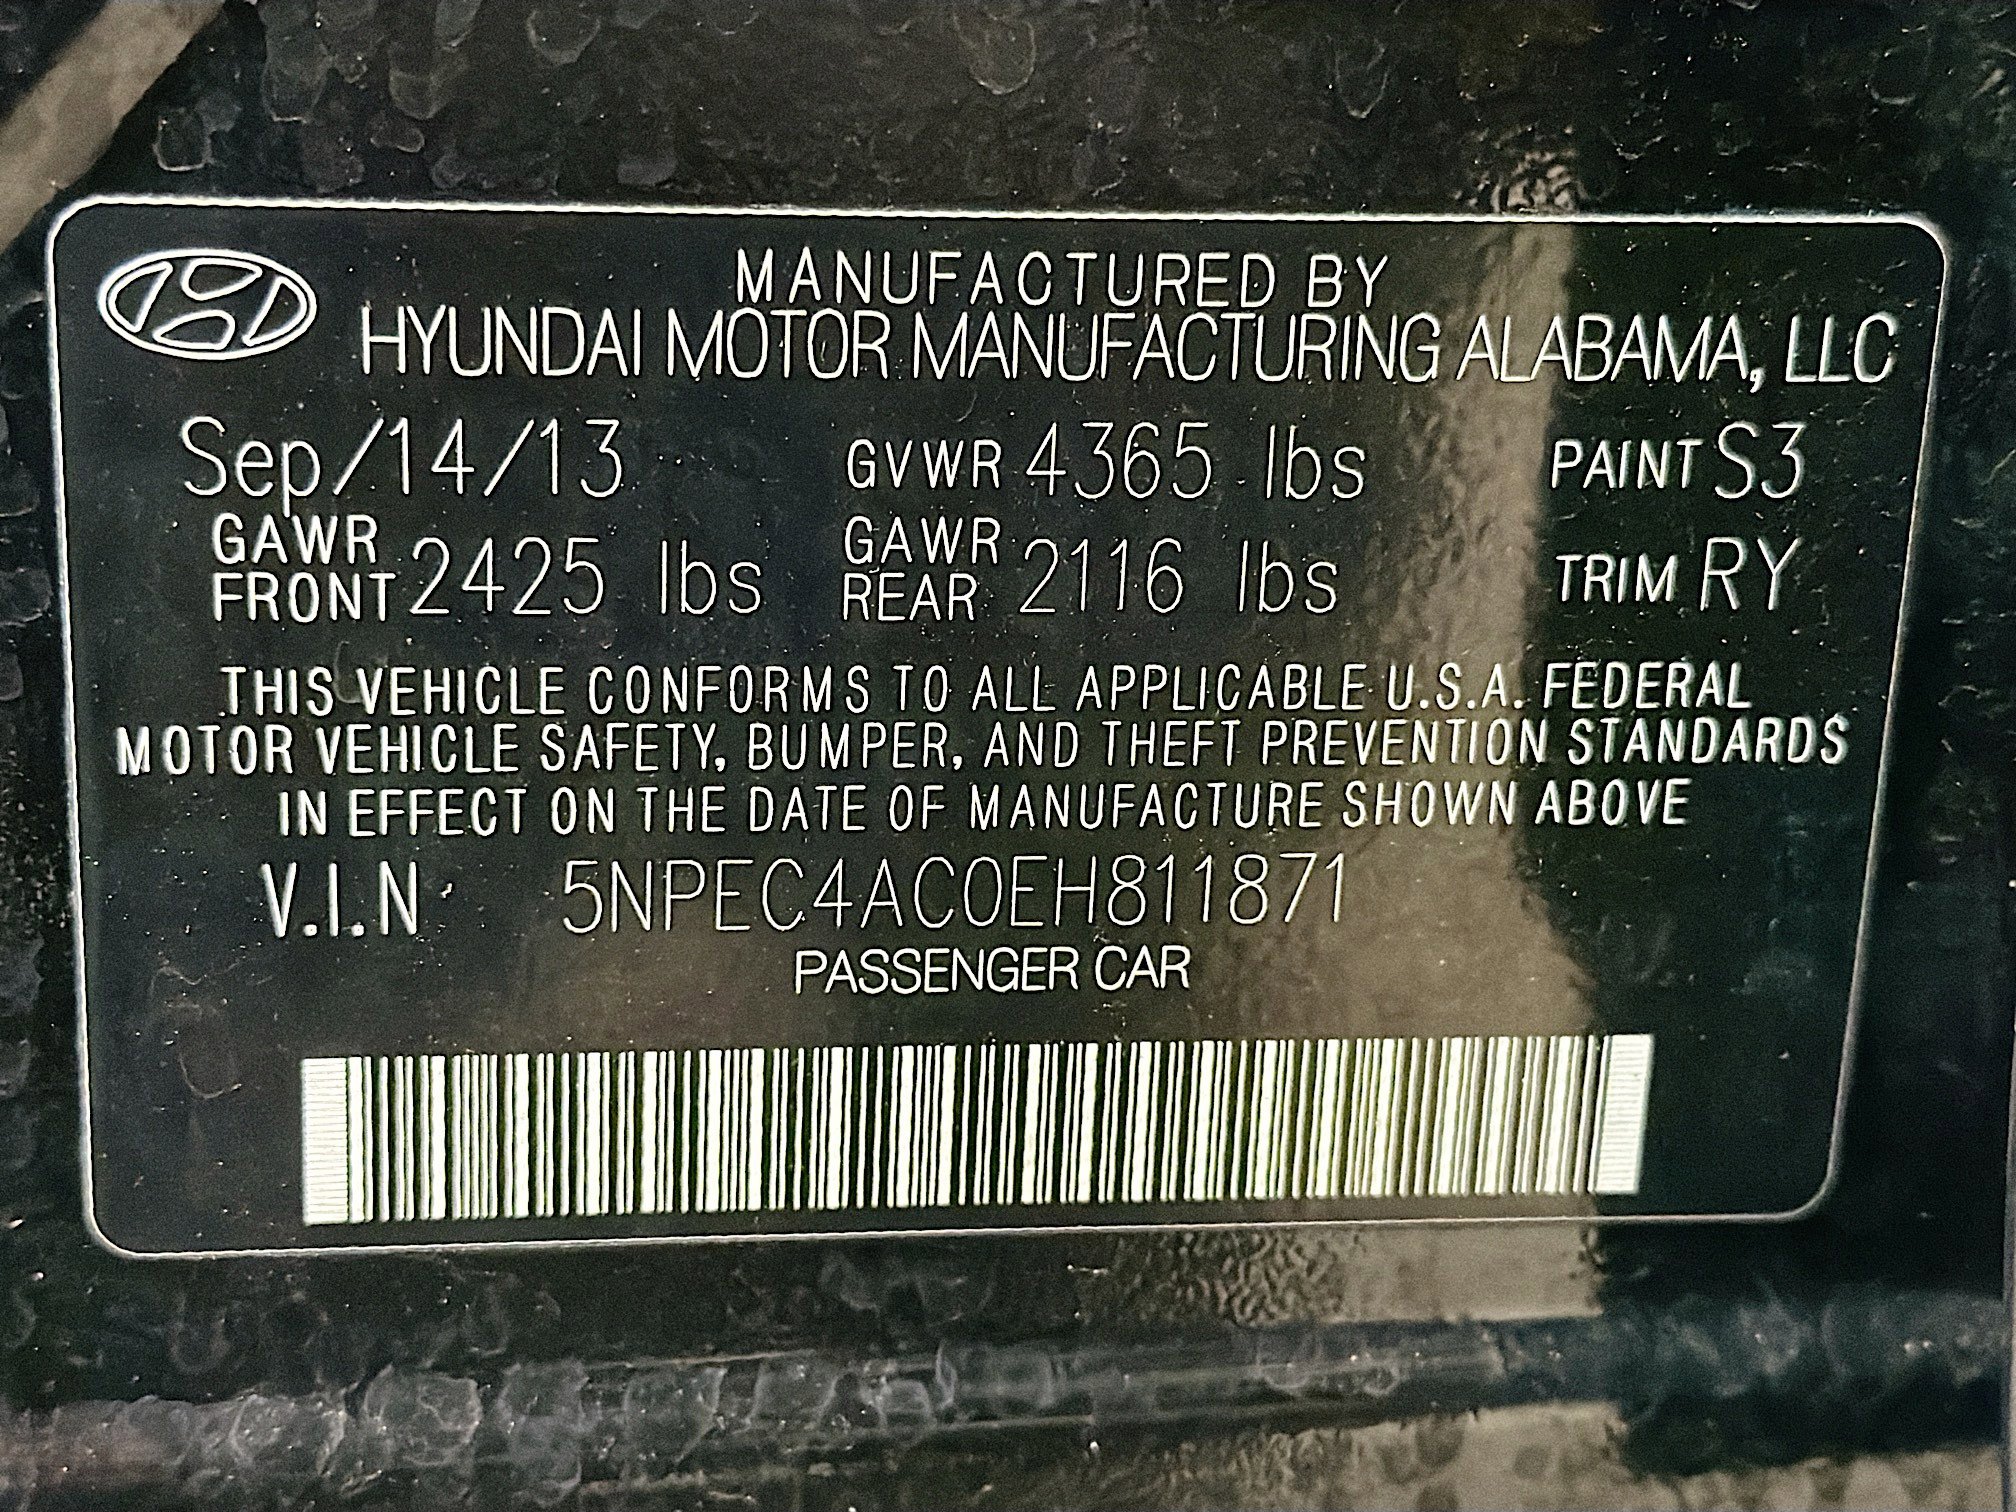 MANUFACTURED BY
HYUNDAI MOTOR MANUFACTURING ALABAMA, LLC
Sep/14/13 GVWR 4365 lbs PAINT S3
GAWR FRONT 2425 lbs GAWR REAR 2116 lbs TRIM RY
THIS VEHICLE CONFORMS TO ALL APPLICABLE U.S.A. FEDERAL
MOTOR VEHICLE SAFETY, BUMPER, AND THEFT PREVENTION STANDARDS
IN EFFECT ON THE DATE OF MANUFACTURE SHOWN ABOVE
V.I.N 5NPEC4AC0EH811871
PASSENGER CAR